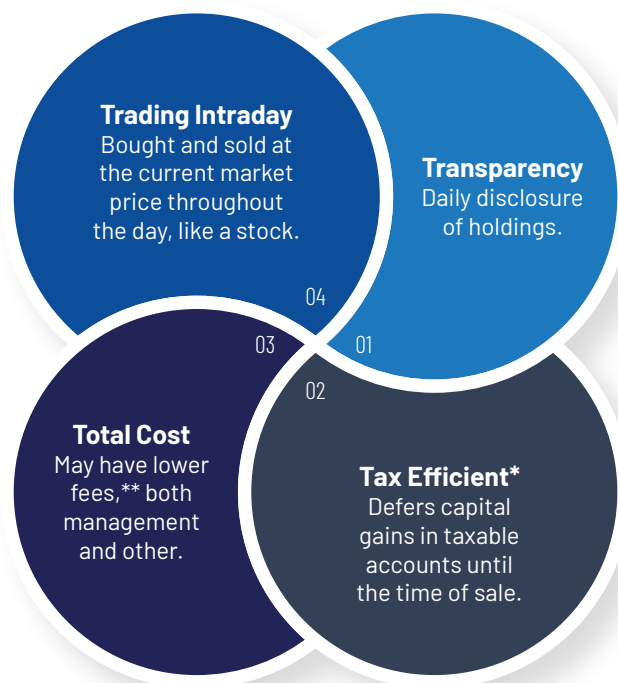 Trading Intraday
Bought and sold at
the current market
price throughout
the day, like a stock.
04
Transparency
Daily disclosure
of holdings.
01
03
Total Cost
May have lower
fees,** both
management
and other.
02
Tax Efficient*
Defers capital
gains in taxable
accounts until
the time of sale.